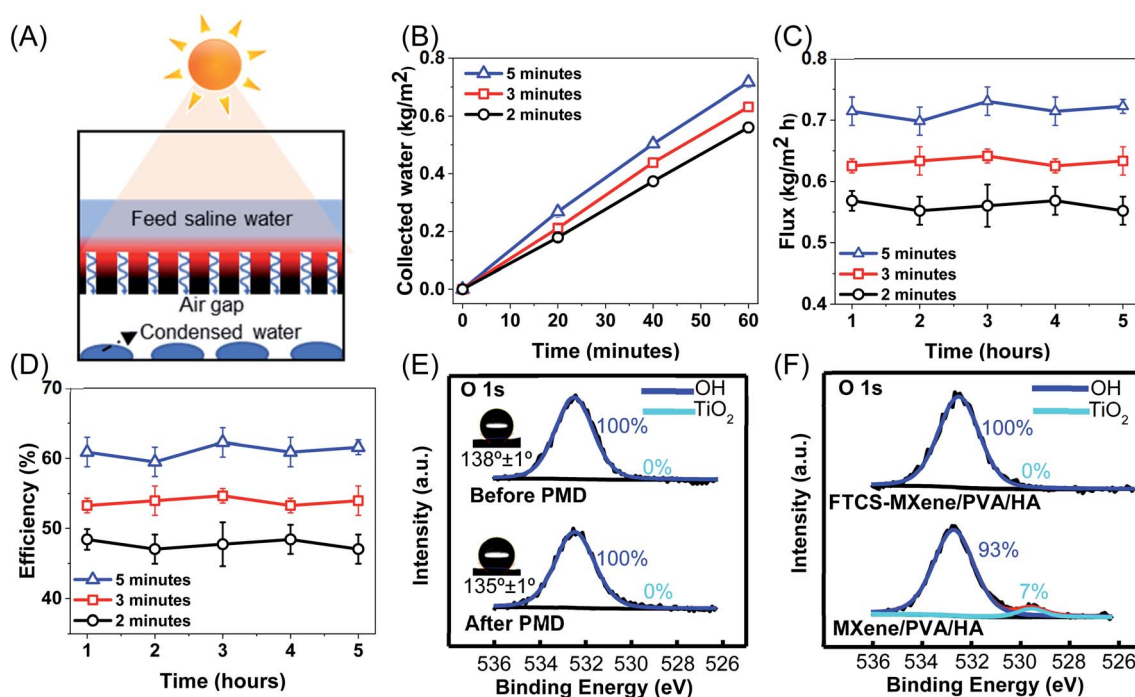 (A)
Feed saline water
Air gap
Condensed water
(B)
Collected water (kg/m²)
0.8
0.6
0.4
0.2
0.0
5 minutes
3 minutes
2 minutes
0 10 20 30 40 50 60
Time (minutes)
(C)
Flux (kg/m² h)
0.8
0.7
0.6
0.5
0.4
5 minutes
3 minutes
2 minutes
1 2 3 4 5
Time (hours)
(D)
Efficiency (%)
70
60
50
40
5 minutes
3 minutes
2 minutes
1 2 3 4 5
Time (hours)
(E)
Intensity (a.u.)
O 1s
OH
TiO₂
100%
0%
138º±1º
Before PMD
100%
0%
135º±1º
After PMD
536 534 532 530 528 526
Binding Energy (eV)
(F)
Intensity (a.u.)
O 1s
OH
TiO₂
100%
0%
FTCS-MXene/PVA/HA
93%
7%
MXene/PVA/HA
536 534 532 530 528 526
Binding Energy (eV)